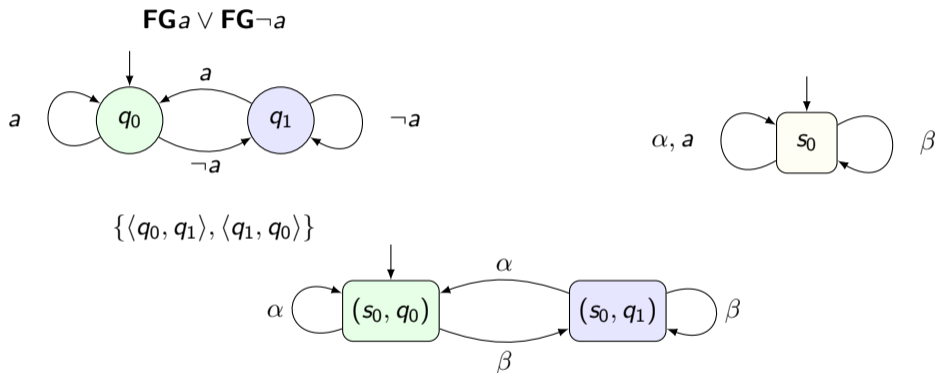 FGa ∨ FG¬a
a
a
q₀
q₁
¬a
¬a
α, a
s₀
β
{⟨q₀, q₁⟩, ⟨q₁, q₀⟩}
α
α
(s₀, q₀)
(s₀, q₁)
β
β